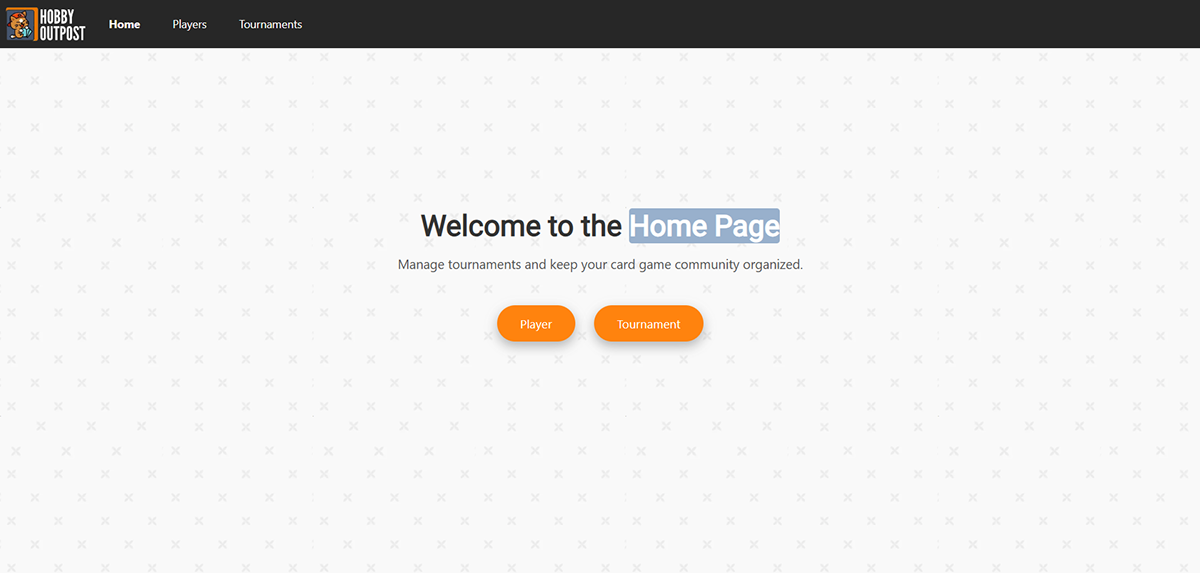 HOBBY
OUTPOST
Home Players Tournaments
Welcome to the Home Page
Manage tournaments and keep your card game community organized.
Player Tournament